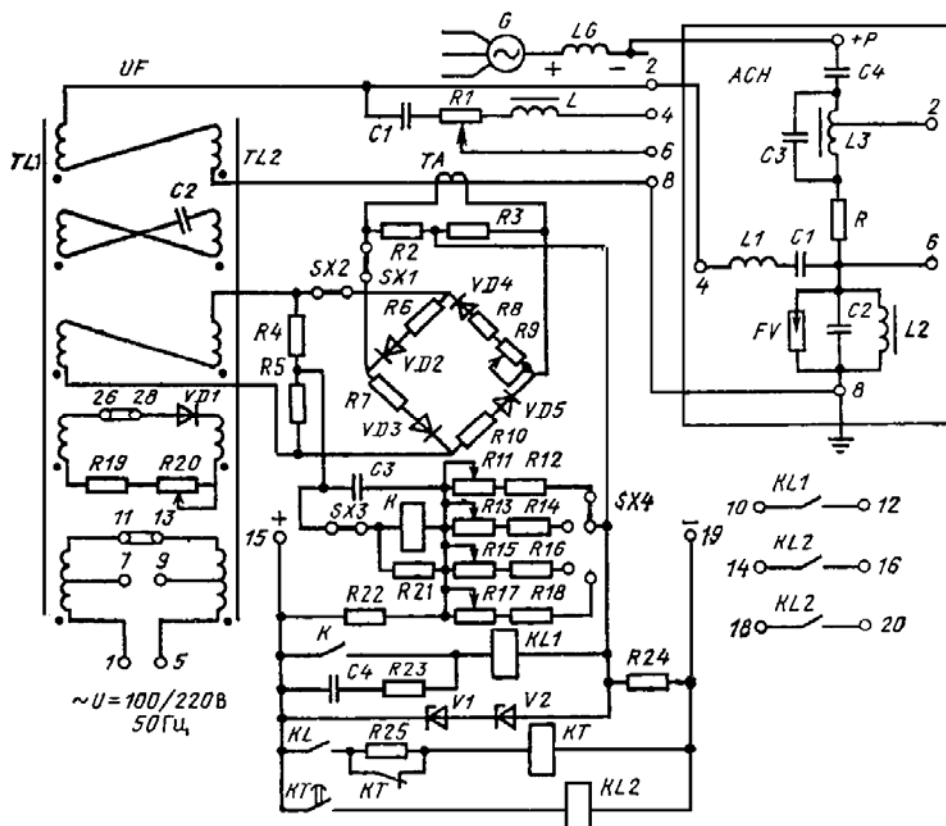 G LG
+ − +P
UF 2 ACH C4
C1 R1 L 4 2
6 C3 L3
TL1 TL2 TA
8
C2 R2 R3 R
SX2 SX1 L1 C1 6
4
R4 R6 VD4 R8 R9 FV C2 L2
R5 VD2
R7 VD5 8
26 28 VD1 VD3 R10
R19 R20 C3 R11 R12
K R13 R14 SX4 KL1
10 12
11 13 SX3
15 + − 19
7 9 R15 R16 KL2
14 16
R21
R22 R17 R18 KL2
18 20
1 5 K KL1
C4 R23 R24
~U=100/220В
50Гц
V1 V2
KL R25 KT
KT
KT KL2